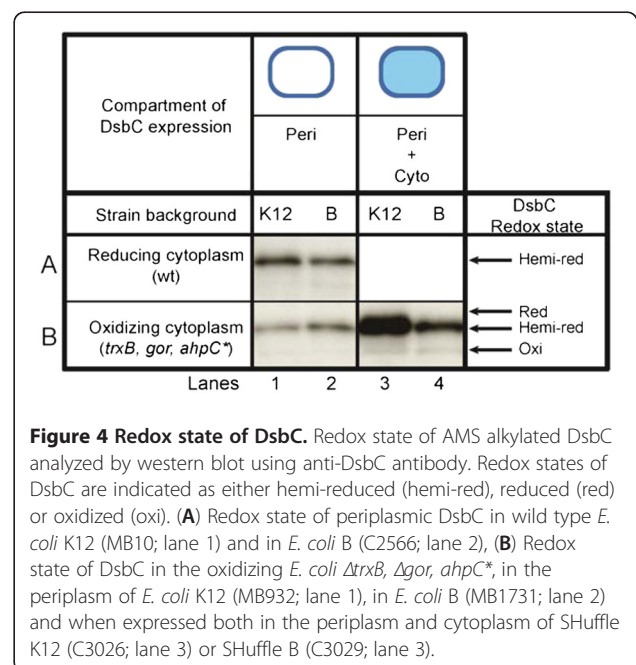 Compartment of
DsbC expression
Peri
Peri
+
Cyto
Strain background
K12
B
K12
B
DsbC
Redox state
A
Reducing cytoplasm
(wt)
Hemi-red
B
Oxidizing cytoplasm
(trxB, gor, ahpC*)
Red
Hemi-red
Oxi
Lanes
1
2
3
4
Figure 4 Redox state of DsbC. Redox state of AMS alkylated DsbC
analyzed by western blot using anti-DsbC antibody. Redox states of
DsbC are indicated as either hemi-reduced (hemi-red), reduced (red)
or oxidized (oxi). (A) Redox state of periplasmic DsbC in wild type E.
coli K12 (MB10; lane 1) and in E. coli B (C2566; lane 2), (B) Redox
state of DsbC in the oxidizing E. coli ΔtrxB, Δgor, ahpC*, in the
periplasm of E. coli K12 (MB932; lane 1), in E. coli B (MB1731; lane 2)
and when expressed both in the periplasm and cytoplasm of SHuffle
K12 (C3026; lane 3) or SHuffle B (C3029; lane 3).